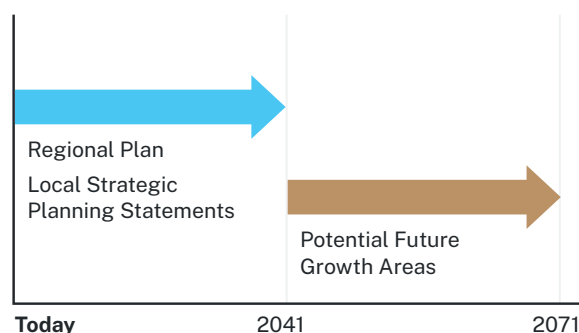 Regional Plan
Local Strategic
Planning Statements
Potential Future
Growth Areas
Today 2041 2071